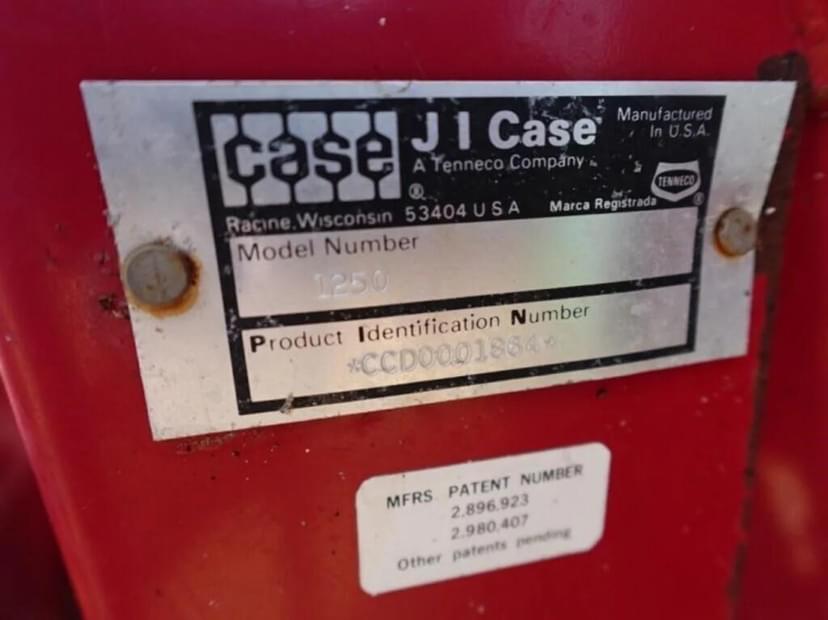 case
J I Case
A Tenneco Company
Manufactured
In U.S.A.
TENNECO
®
®
Racine, Wisconsin 53404 U S A
Marca Registrada
Model Number
1250
Product Identification Number
*CCD0001864*
MFRS. PATENT NUMBER
2,896,923
2,980,407
Other patents pending